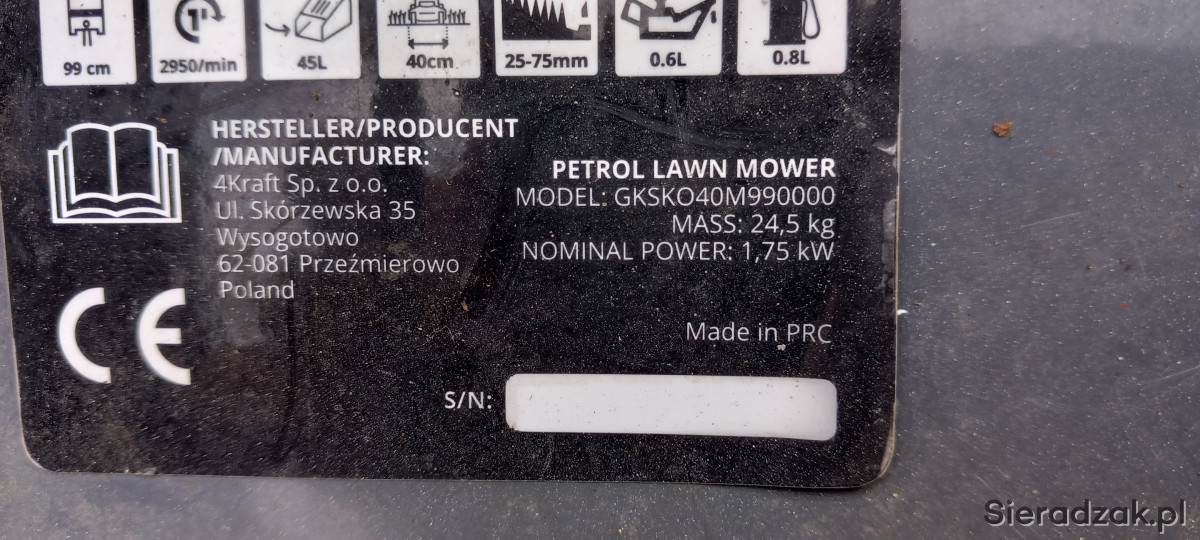 99 cm
2950/min
45L
40cm
25-75mm
0.6L
0.8L
1"
HERSTELLER/PRODUCENT
/MANUFACTURER:
4Kraft Sp. z o.o.
Ul. Skórzewska 35
Wysogotowo
62-081 Przeźmierowo
Poland
PETROL LAWN MOWER
MODEL: GKSKO40M990000
MASS: 24,5 kg
NOMINAL POWER: 1,75 kW
CE
Made in PRC
S/N:
Sieradzak.pl